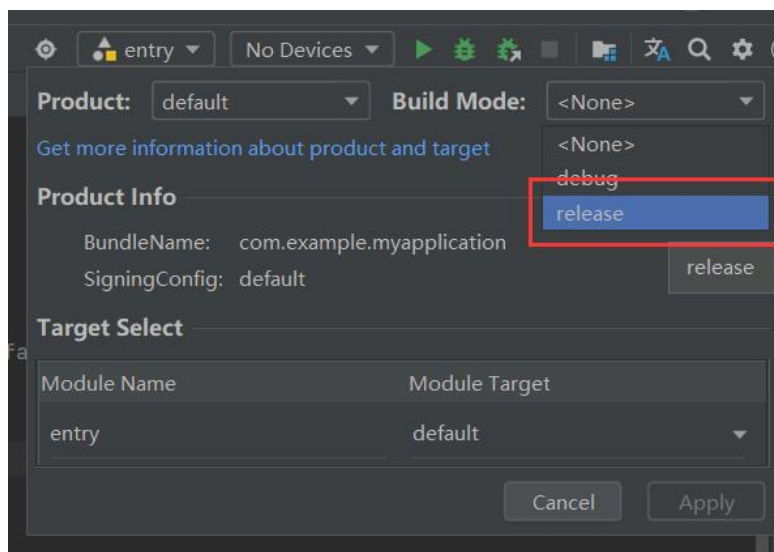 entry No Devices
Product: default Build Mode: <None>
Get more information about product and target
<None>
debug
release
Product Info
BundleName: com.example.myapplication
SigningConfig: default
release
Target Select
fa
Module Name Module Target
entry default
Cancel Apply